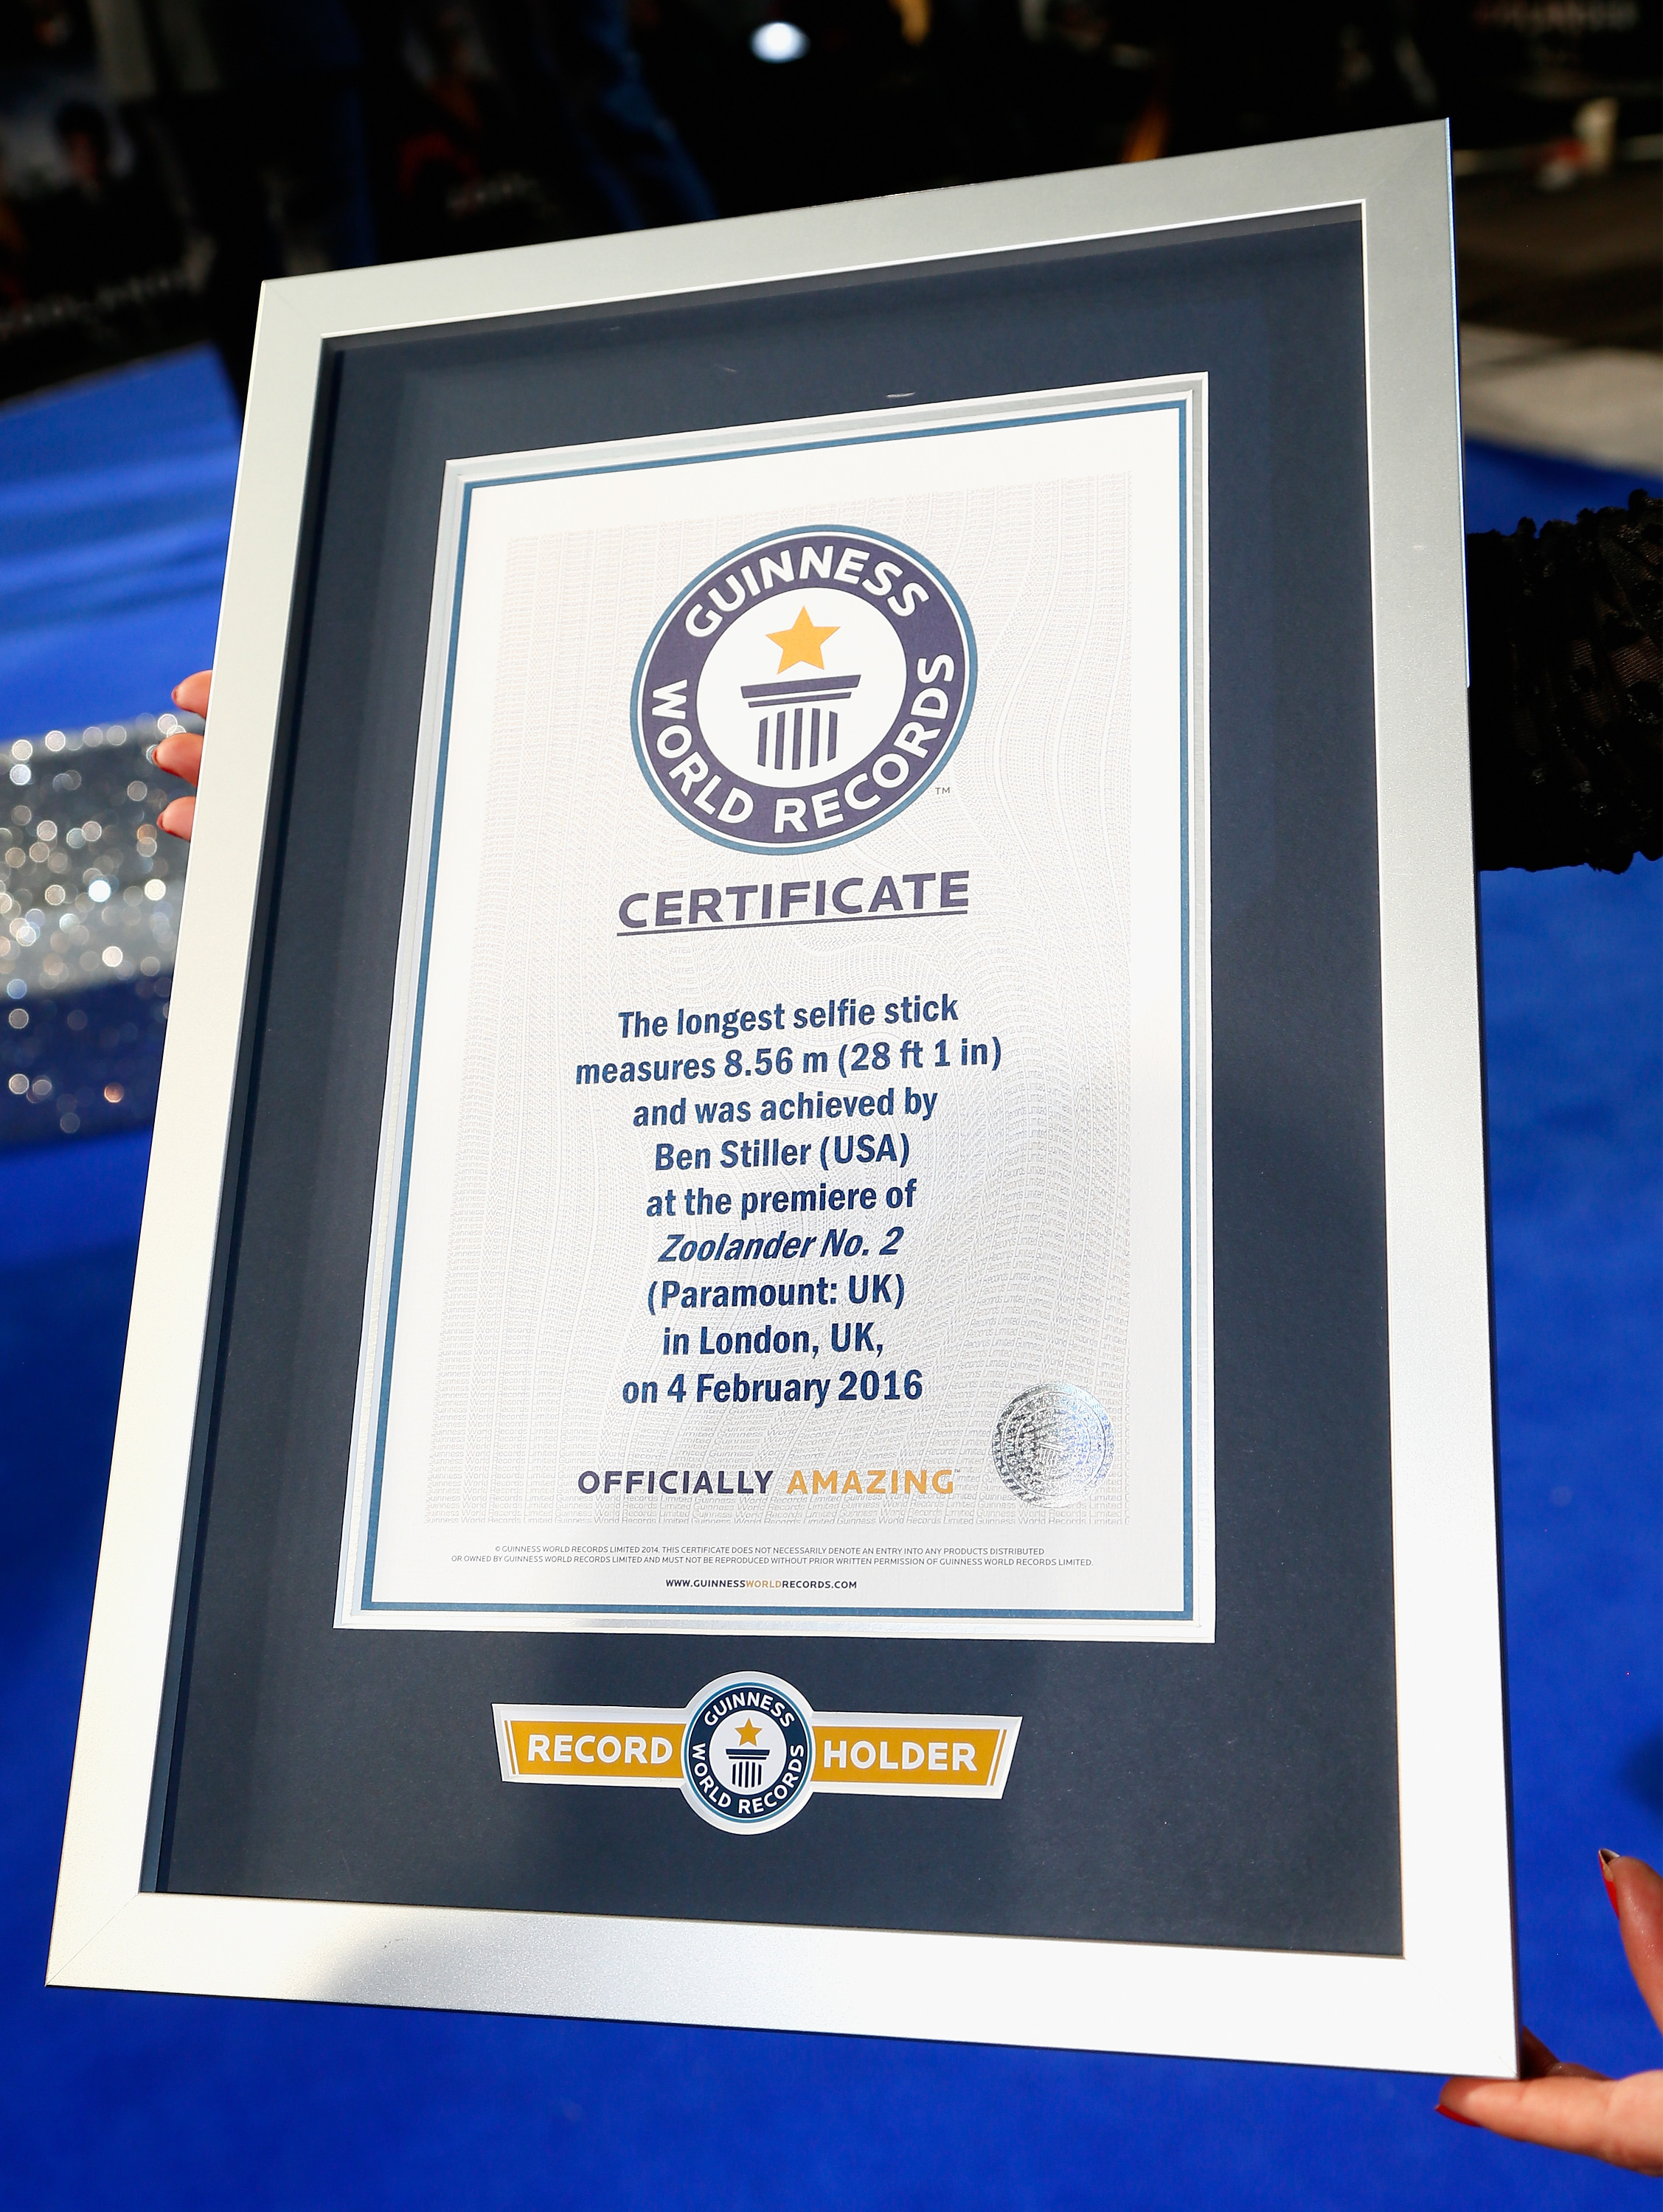 GUINNESS
WORLD RECORDS
TM
CERTIFICATE
The longest selfie stick
measures 8.56 m (28 ft 1 in)
and was achieved by
Ben Stiller (USA)
at the premiere of
Zoolander No. 2
(Paramount: UK)
in London, UK,
on 4 February 2016
OFFICIALLY AMAZING™
© GUINNESS WORLD RECORDS LIMITED 2014. THIS CERTIFICATE DOES NOT NECESSARILY DENOTE AN ENTRY INTO ANY PRODUCTS DISTRIBUTED
OR OWNED BY GUINNESS WORLD RECORDS LIMITED AND MUST NOT BE REPRODUCED WITHOUT PRIOR WRITTEN PERMISSION OF GUINNESS WORLD RECORDS LIMITED.
WWW.GUINNESSWORLDRECORDS.COM
RECORD GUINNESS WORLD RECORDS HOLDER